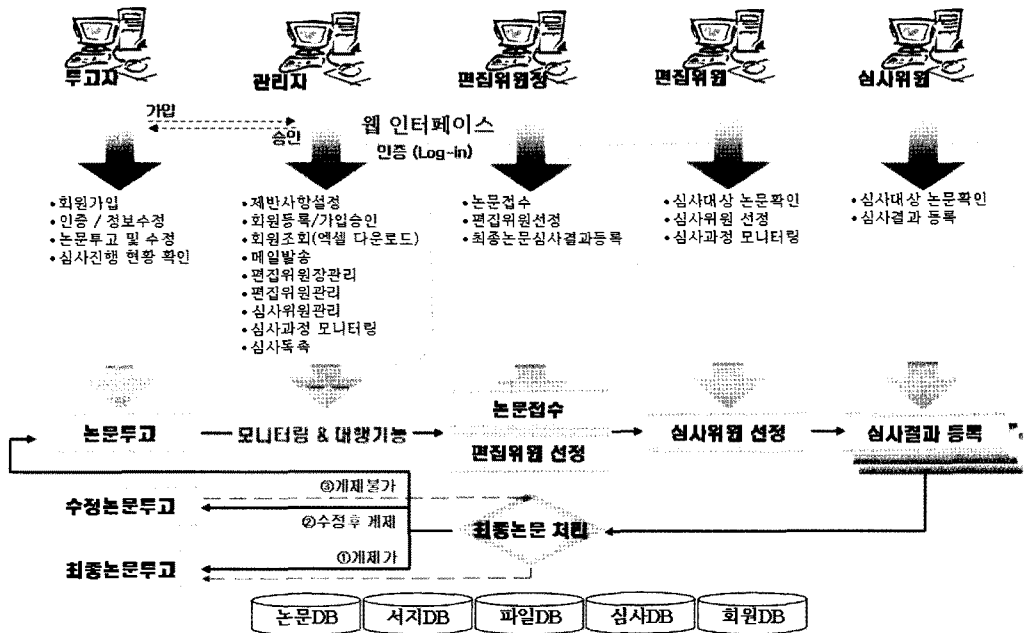 투고자
관리자
편집위원장
편집위원
심사위원
가입
승인
웹 인터페이스
인증 (Log-in)
• 회원가입
• 인증 / 정보수정
• 논문투고 및 수정
• 심사진행 현황 확인
• 제반사항설정
• 회원등록/가입승인
• 회원조회(엑셀 다운로드)
• 메일발송
• 편집위원장관리
• 편집위원관리
• 심사위원관리
• 심사과정 모니터링
• 심사독촉
• 논문접수
• 편집위원선정
• 최종논문심사결과등록
• 심사대상 논문확인
• 심사위원 선정
• 심사과정 모니터링
• 심사대상 논문확인
• 심사결과 등록
논문투고
모니터링 & 대행기능
논문접수
편집위원 선정
심사위원 선정
심사결과 등록
수정논문투고
③게제불가
②수정후 게제
①게제가
최종논문 처리
최종논문투고
논문DB
서지DB
파일DB
심사DB
회원DB